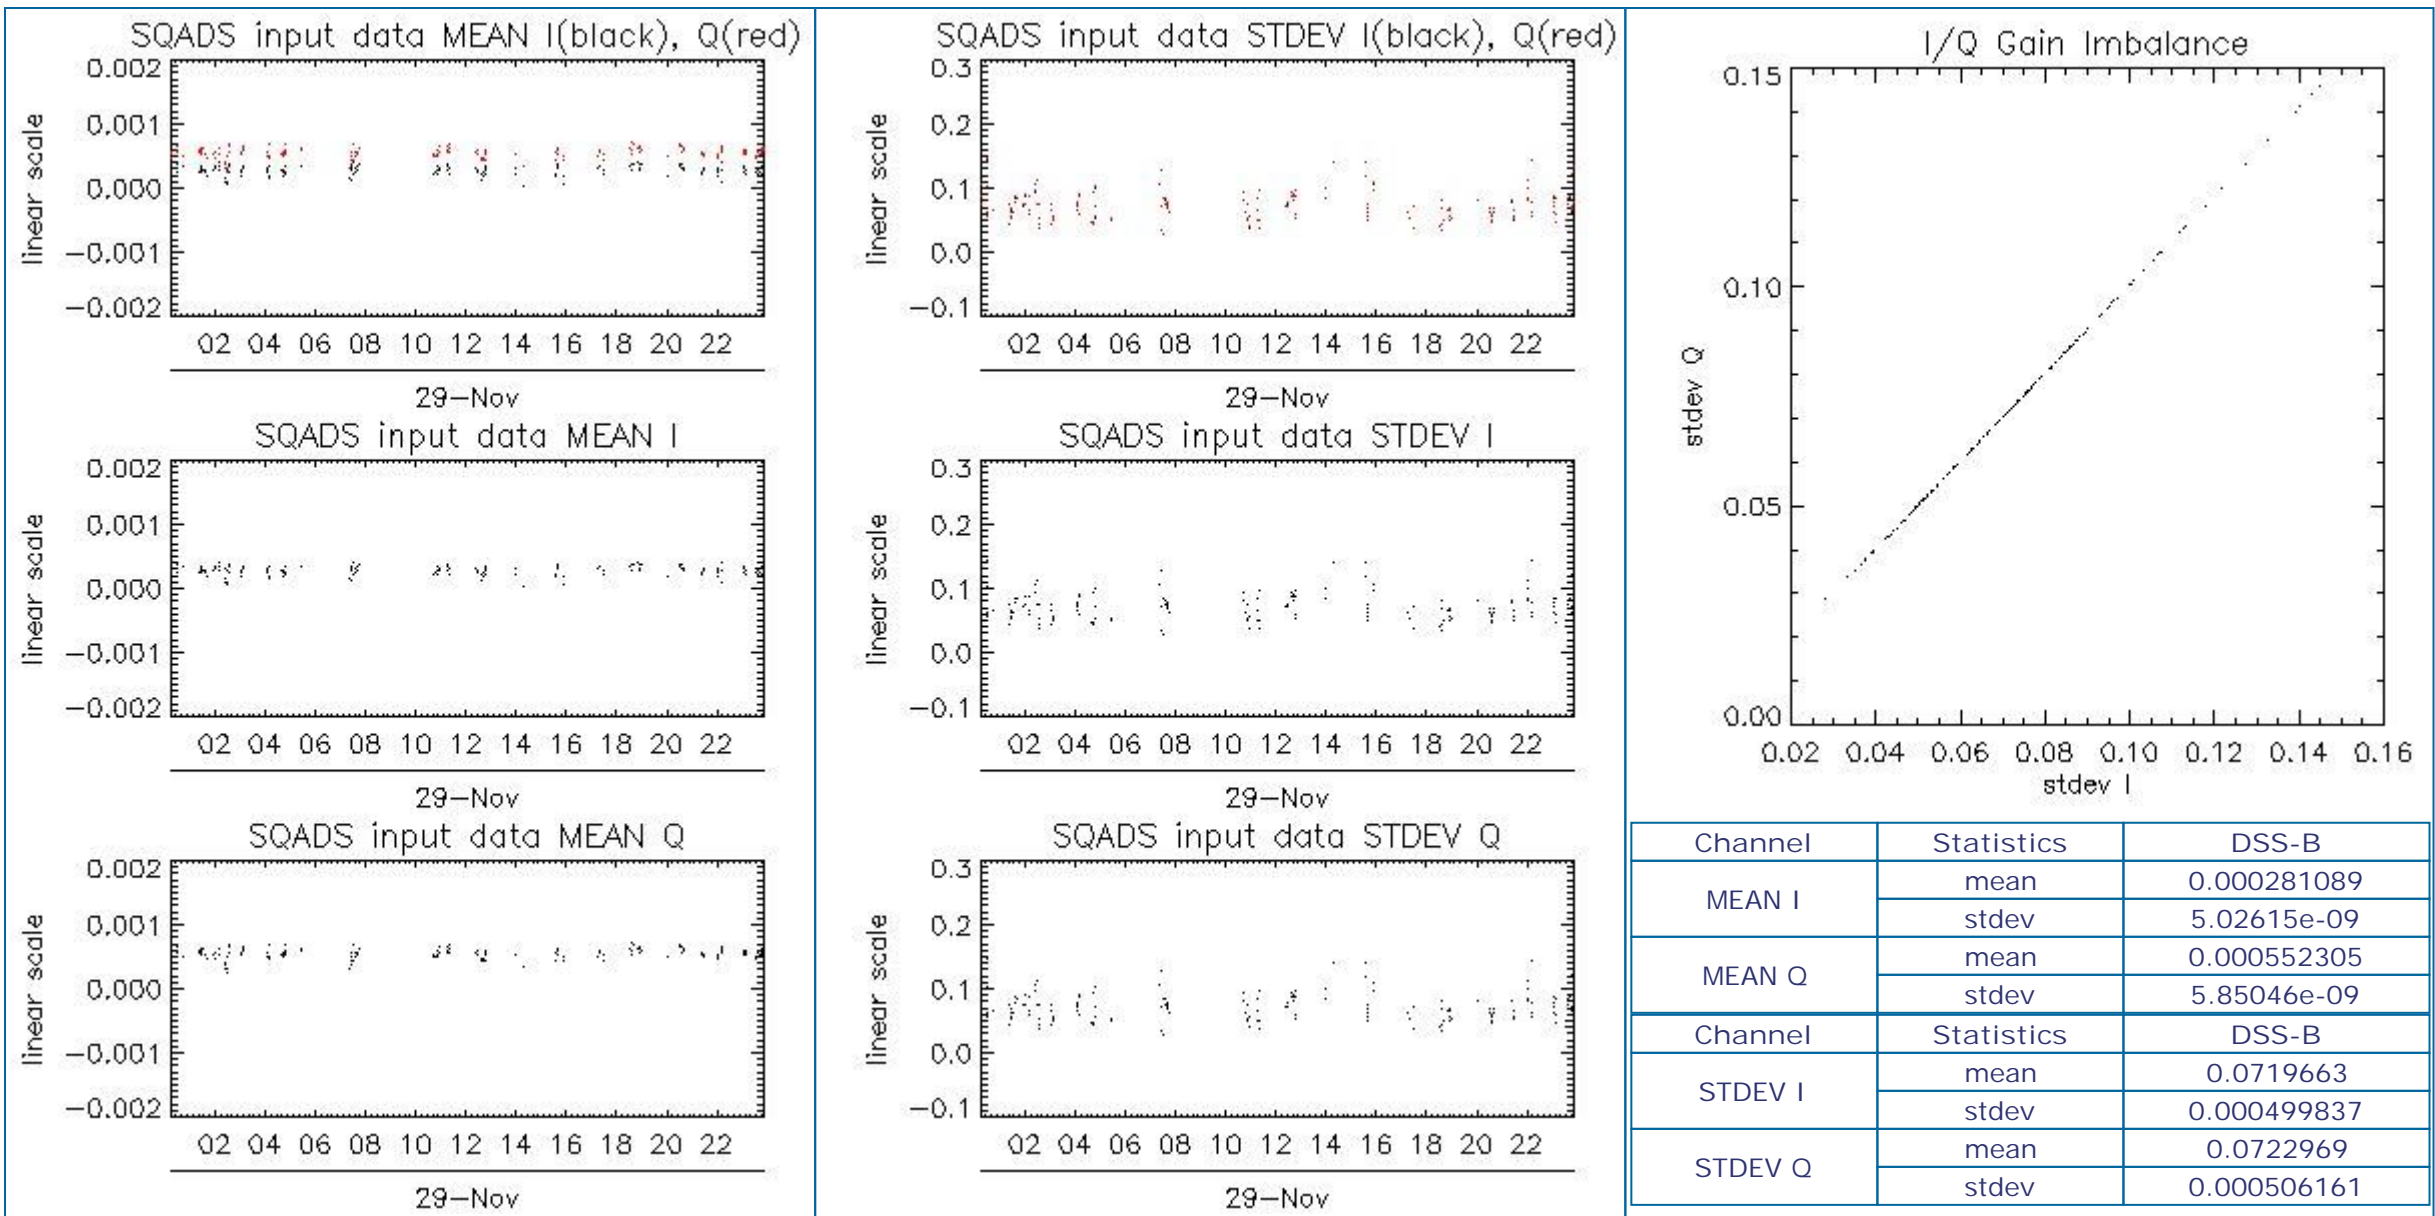 SQADS input data MEAN I(black), Q(red)
0.002
0.001
0.000
−0.001
−0.002
linear scale
02 04 06 08 10 12 14 16 18 20 22
29−Nov
SQADS input data MEAN I
0.002
0.001
0.000
−0.001
−0.002
linear scale
02 04 06 08 10 12 14 16 18 20 22
29−Nov
SQADS input data MEAN Q
0.002
0.001
0.000
−0.001
−0.002
linear scale
02 04 06 08 10 12 14 16 18 20 22
29−Nov
SQADS input data STDEV I(black), Q(red)
0.3
0.2
0.1
0.0
−0.1
linear scale
02 04 06 08 10 12 14 16 18 20 22
29−Nov
SQADS input data STDEV I
0.3
0.2
0.1
0.0
−0.1
linear scale
02 04 06 08 10 12 14 16 18 20 22
29−Nov
SQADS input data STDEV Q
0.3
0.2
0.1
0.0
−0.1
linear scale
02 04 06 08 10 12 14 16 18 20 22
29−Nov
I/Q Gain Imbalance
0.15
0.10
0.05
0.00
stdev Q
0.02 0.04 0.06 0.08 0.10 0.12 0.14 0.16
stdev I
Channel Statistics DSS-B
MEAN I mean 0.000281089
stdev 5.02615e-09
MEAN Q mean 0.000552305
stdev 5.85046e-09
Channel Statistics DSS-B
STDEV I mean 0.0719663
stdev 0.000499837
STDEV Q mean 0.0722969
stdev 0.000506161